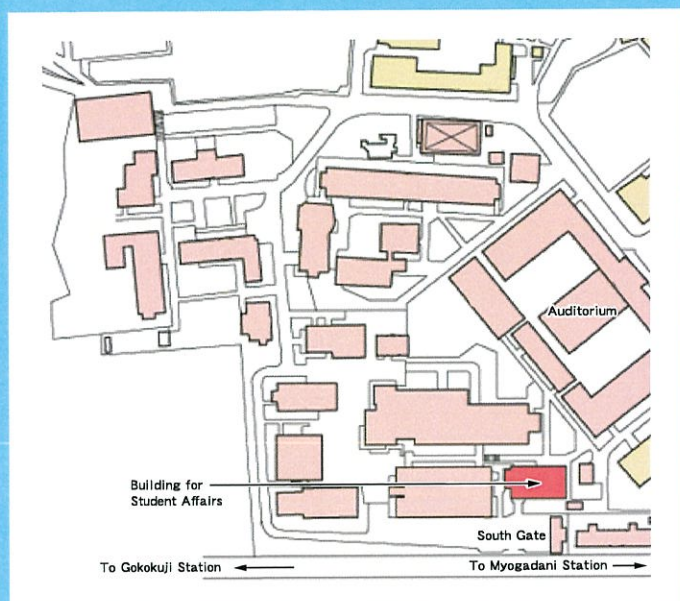 Auditorium
Building for
Student Affairs
South Gate
To Gokokuji Station
To Myogadani Station